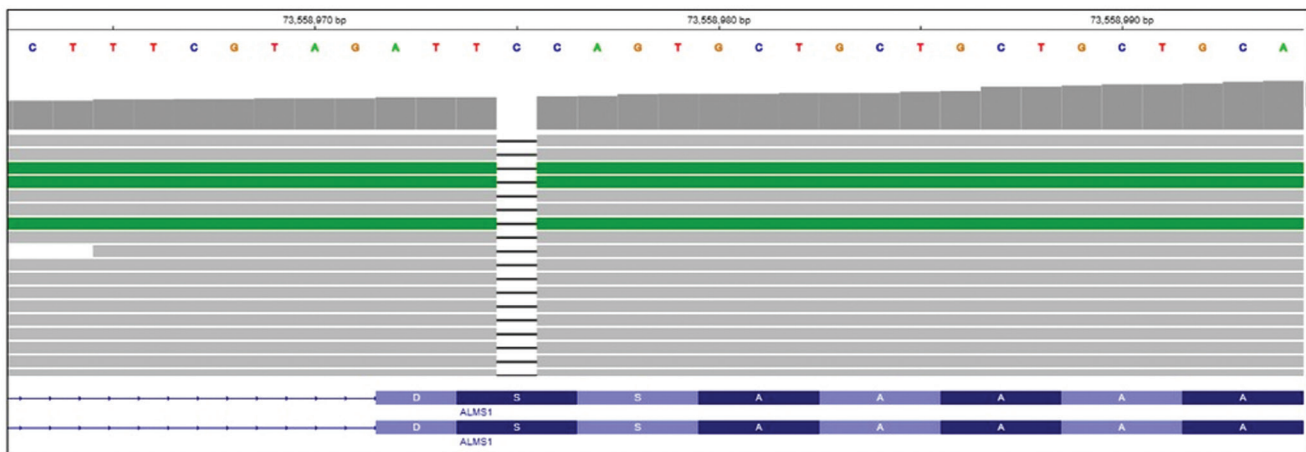 73,558,970 bp 73,558,980 bp 73,558,990 bp
C T T T C G T A G A T T C C A G T G C T G C T G C T G C T G C A
D S S A A A A A
ALMS1
D S S A A A A A
ALMS1